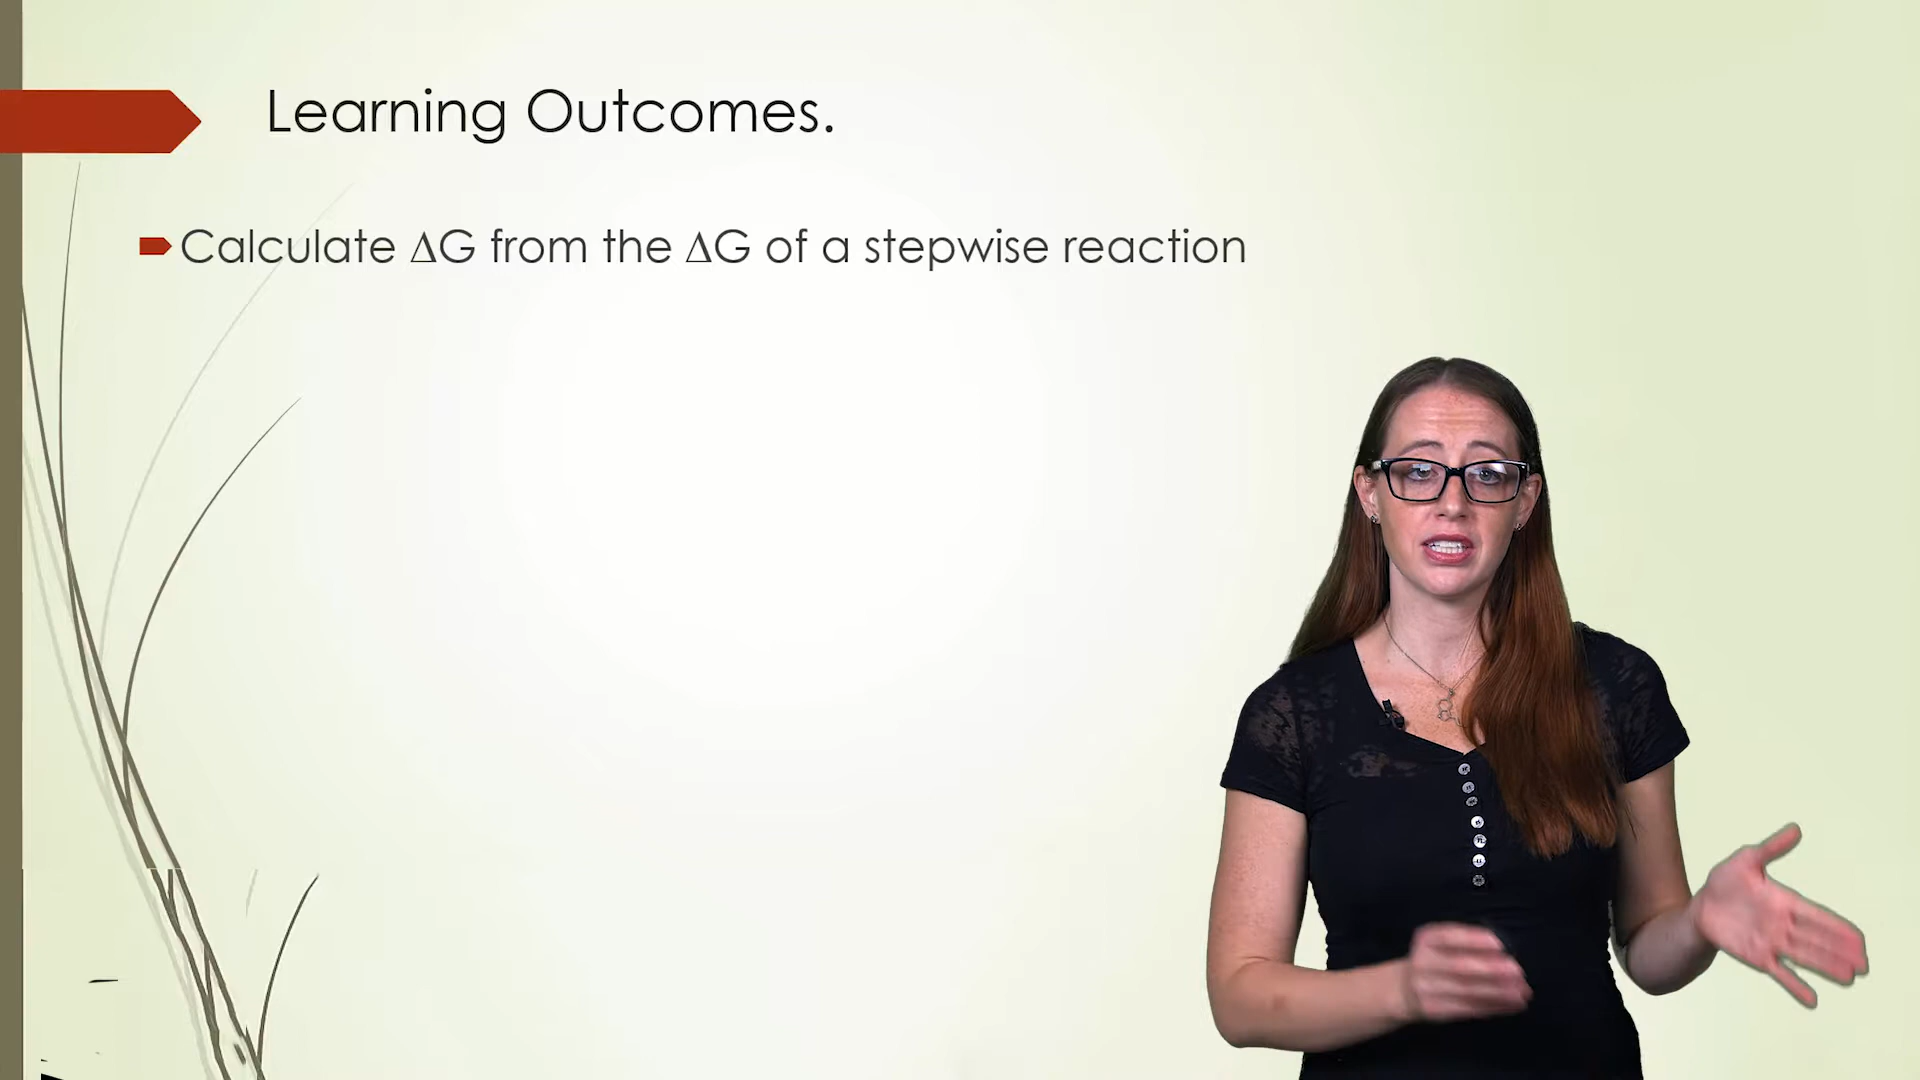 Learning Outcomes.
Calculate ΔG from the ΔG of a stepwise reaction